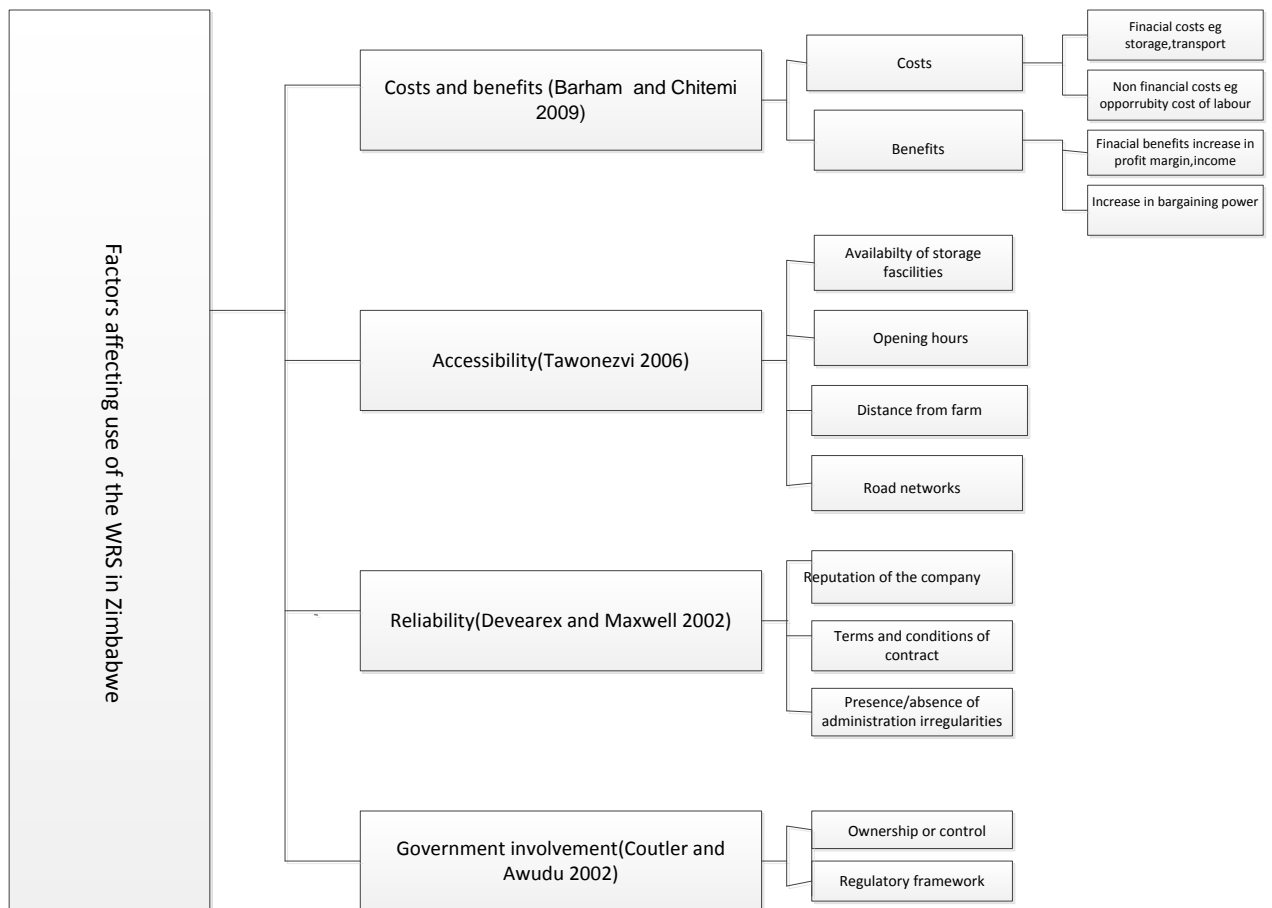 Factors affecting use of the WRS in Zimbabwe
Costs and benefits (Barham and Chitemi
2009)
Costs
Finacial costs eg
storage,transport
Non financial costs eg
opporrubity cost of labour
Benefits
Finacial benefits increase in
profit margin,income
Increase in bargaining power
Accessibility(Tawonezvi 2006)
Availabilty of storage
fascilities
Opening hours
Distance from farm
Road networks
Reliability(Devearex and Maxwell 2002)
Reputation of the company
Terms and conditions of
contract
Presence/absence of
administration irregularities
Government involvement(Coutler and
Awudu 2002)
Ownership or control
Regulatory framework